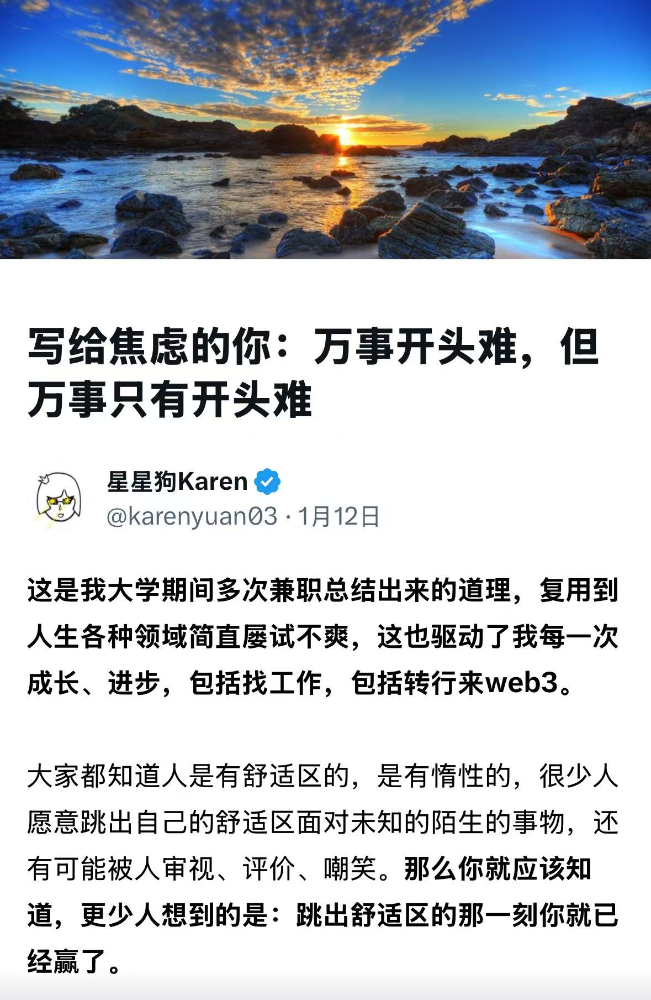 写给焦虑的你：万事开头难，但
万事只有开头难
星星狗Karen
@karenyuan03 · 1月12日
这是我大学期间多次兼职总结出来的道理，复用到
人生各种领域简直屡试不爽，这也驱动了我每一次
成长、进步，包括找工作，包括转行来web3。
大家都知道人是有舒适区的，是有惰性的，很少人
愿意跳出自己的舒适区面对未知的陌生的事物，还
有可能被人审视、评价、嘲笑。那么你就应该知
道，更少人想到的是：跳出舒适区的那一刻你就已
经赢了。